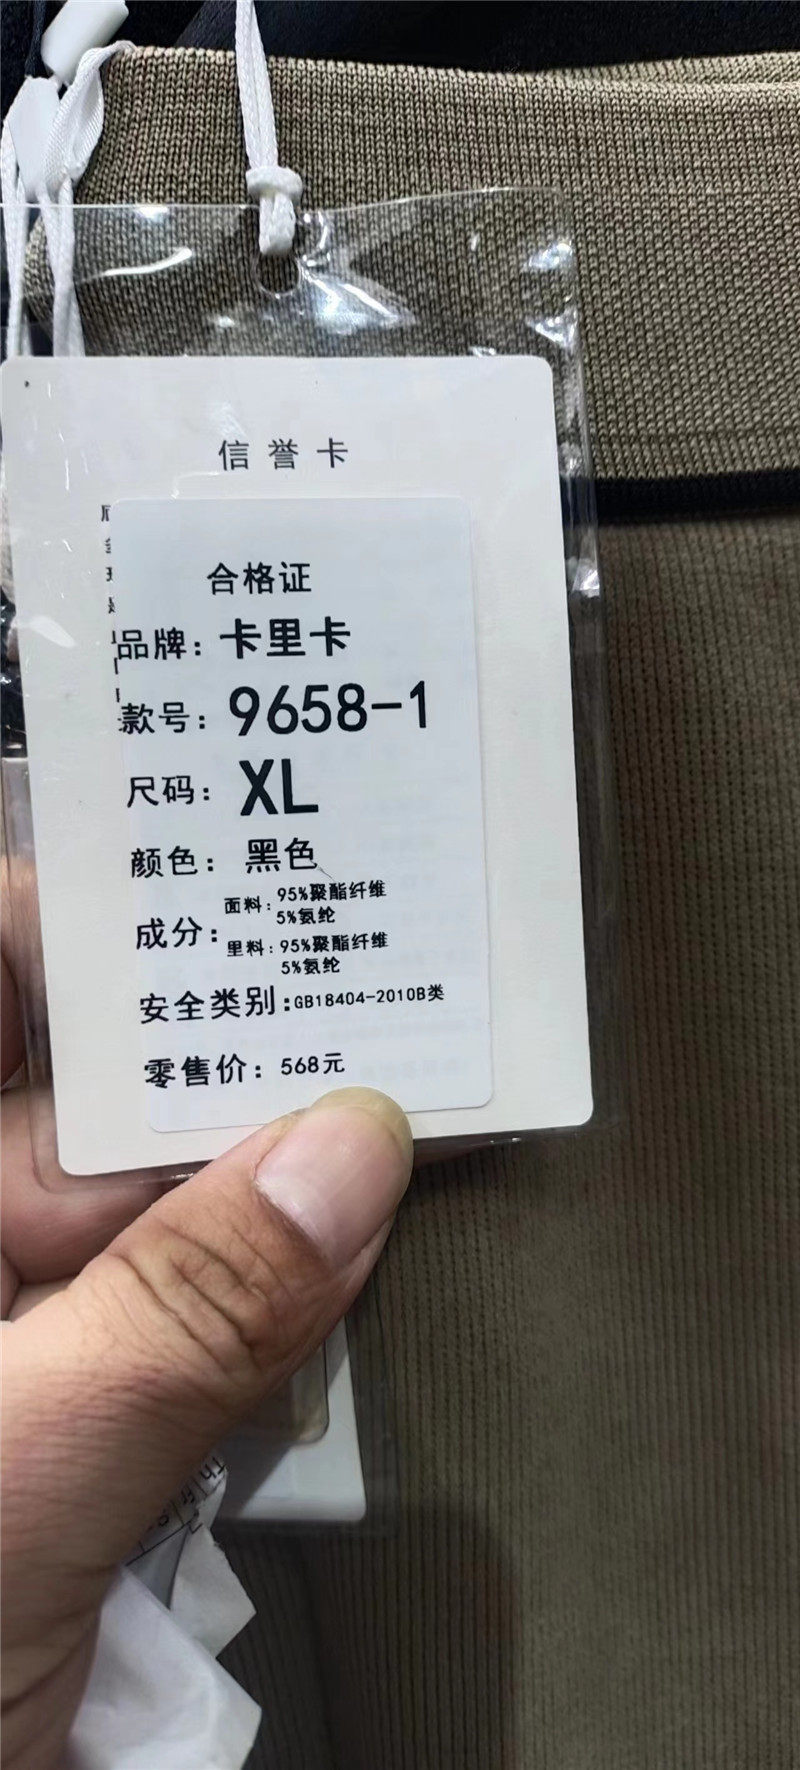 信誉卡
合格证
品牌：卡里卡
款号：9658-1
尺码：XL
颜色：黑色
成分：
面料：95%聚酯纤维
5%氨纶
里料：95%聚酯纤维
5%氨纶
安全类别：GB18404-2010B类
零售价：568元